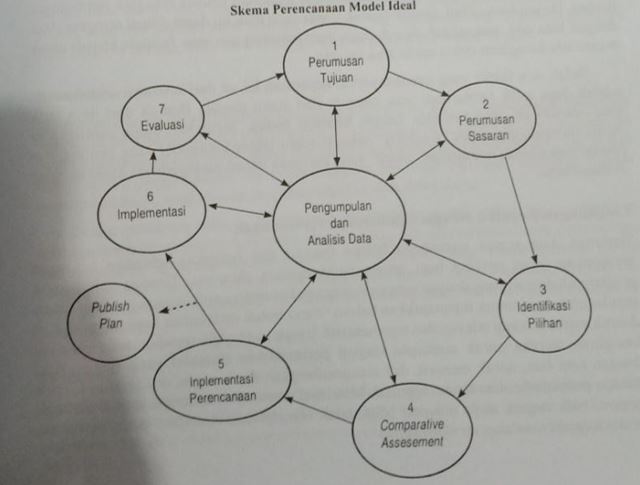 Skema Perencanaan Model Ideal
1
Perumusan
Tujuan
2
Perumusan
Sasaran
3
Identifikasi
Pilihan
4
Comparative
Assesement
5
Inplementasi
Perencanaan
Publish
Plan
6
Implementasi
7
Evaluasi
Pengumpulan
dan
Analisis Data